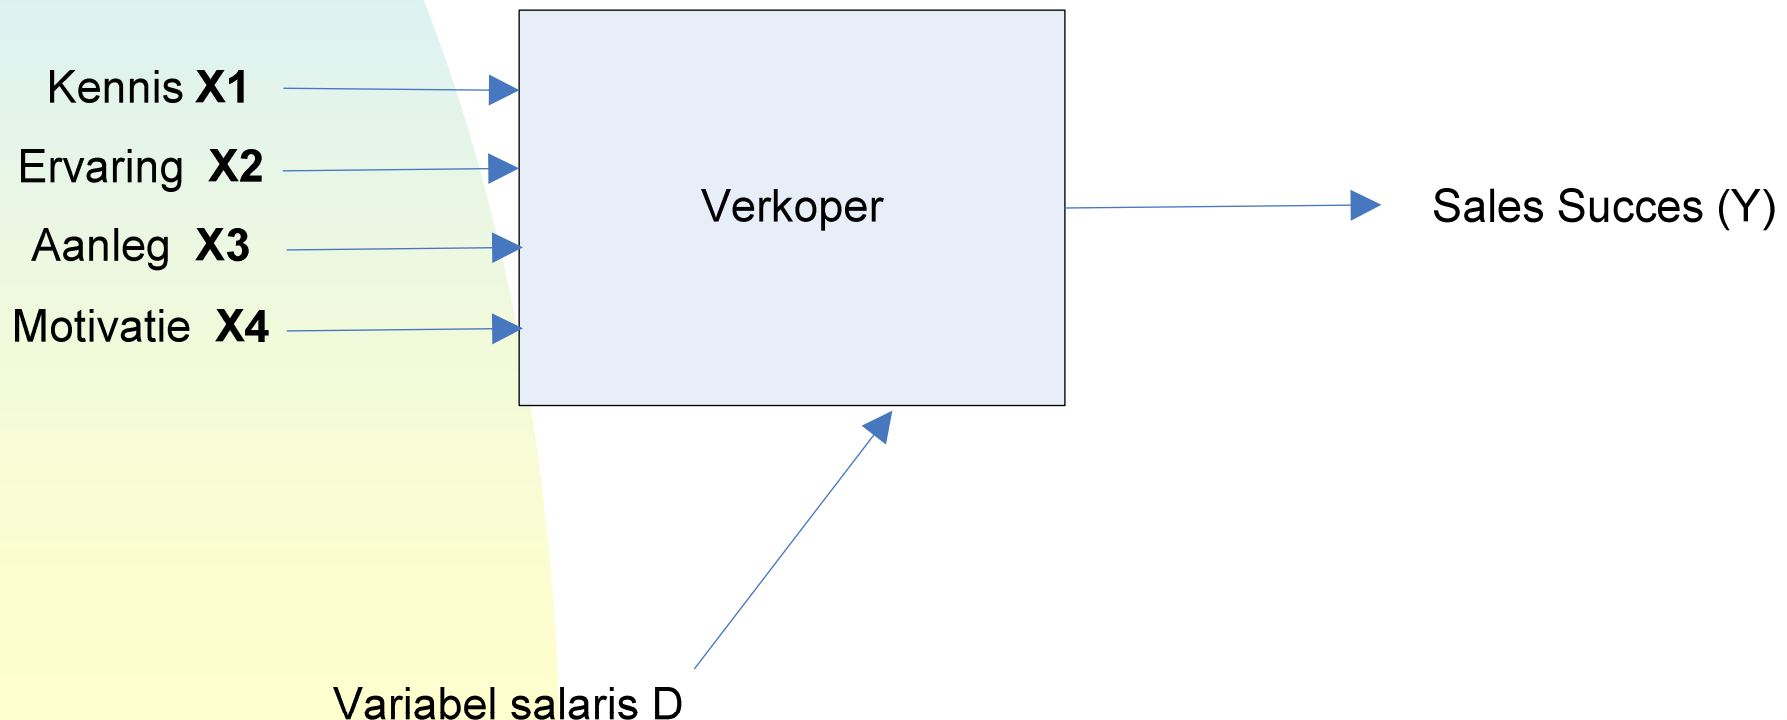 Kennis X1
Ervaring X2
Aanleg X3
Motivatie X4
Verkoper
Sales Succes (Y)
Variabel salaris D